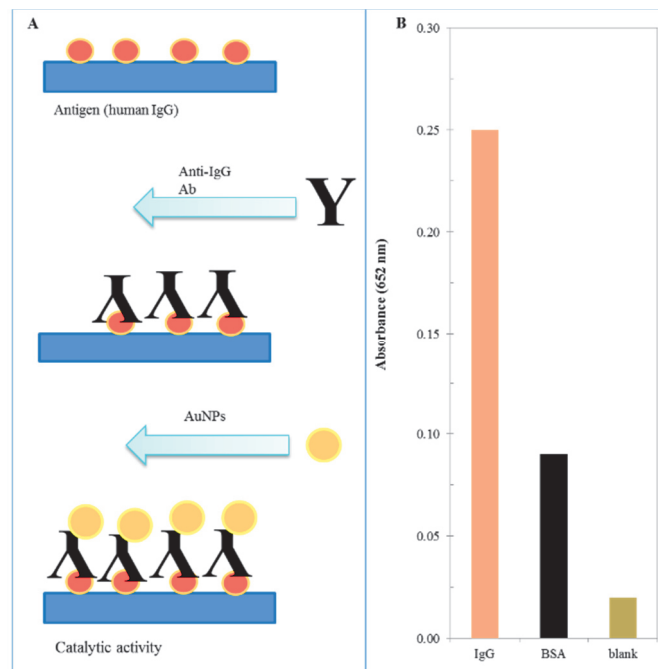 A
Antigen (human IgG)
Anti-IgG
Ab
Y
Y Y Y
AuNPs
Y Y Y Y
Catalytic activity
B
0.30
0.25
0.20
0.15
0.10
0.05
0.00
Absorbance (652 nm)
IgG BSA blank